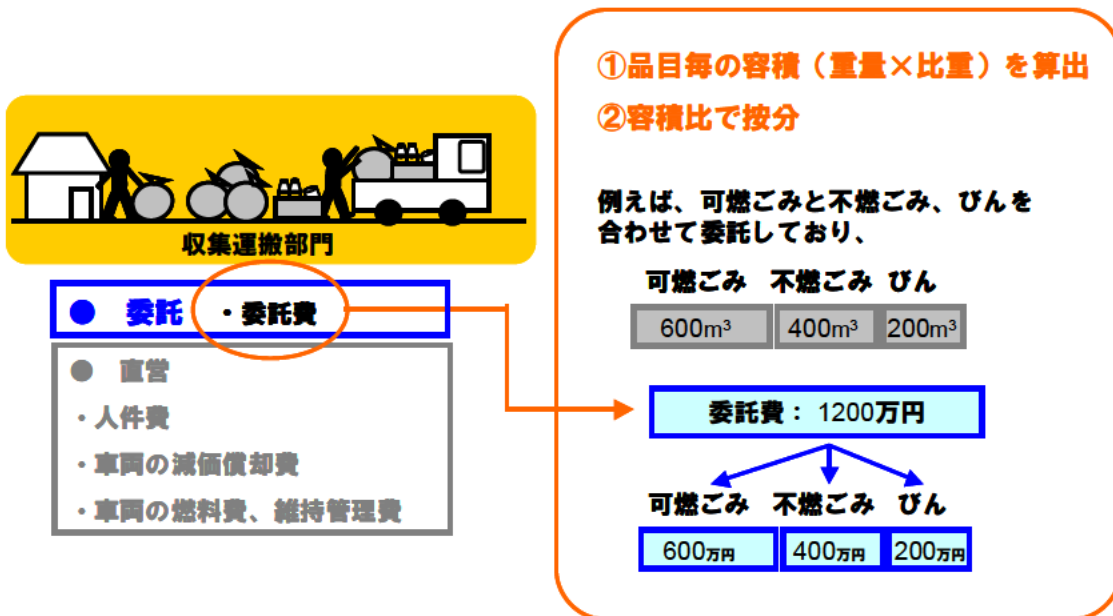 収集運搬部門
● 委託 ・委託費
● 直営
・人件費
・車両の減価償却費
・車両の燃料費、維持管理費
①品目毎の容積（重量×比重）を算出
②容積比で按分
例えば、可燃ごみと不燃ごみ、びんを
合わせて委託しており、
可燃ごみ 不燃ごみ びん
600m³ 400m³ 200m³
委託費： 1200万円
可燃ごみ 不燃ごみ びん
600万円 400万円 200万円